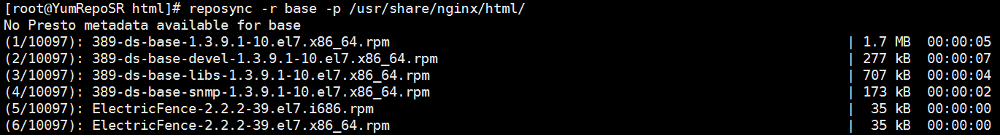 [root@YumRepoSR html]# reposync -r base -p /usr/share/nginx/html/
No Presto metadata available for base
(1/10097): 389-ds-base-1.3.9.1-10.el7.x86_64.rpm | 1.7 MB 00:00:05
(2/10097): 389-ds-base-devel-1.3.9.1-10.el7.x86_64.rpm | 277 kB 00:00:07
(3/10097): 389-ds-base-libs-1.3.9.1-10.el7.x86_64.rpm | 707 kB 00:00:04
(4/10097): 389-ds-base-snmp-1.3.9.1-10.el7.x86_64.rpm | 173 kB 00:00:02
(5/10097): ElectricFence-2.2.2-39.el7.i686.rpm | 35 kB 00:00:00
(6/10097): ElectricFence-2.2.2-39.el7.x86_64.rpm | 35 kB 00:00:00